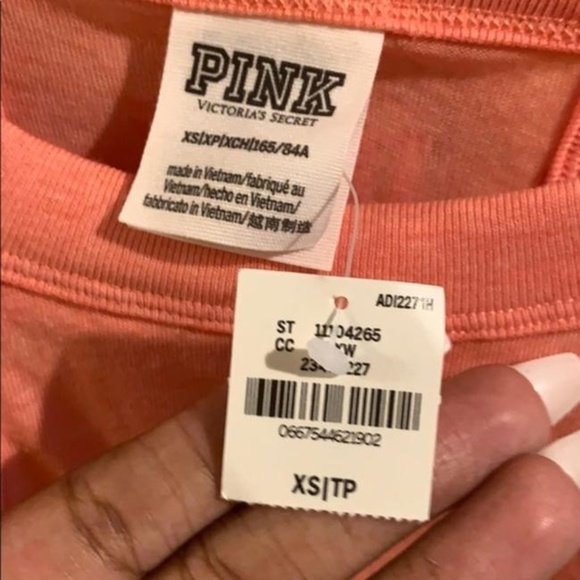 PINK
VICTORIA'S SECRET
XS|XP|XCH|165/84A
made in Vietnam/fabriqué au
Vietnam/hecho en Vietnam/
fabbricato in Vietnam/越南制造
ADI2271H
ST 11104265
CC
0667544621902
XS|TP